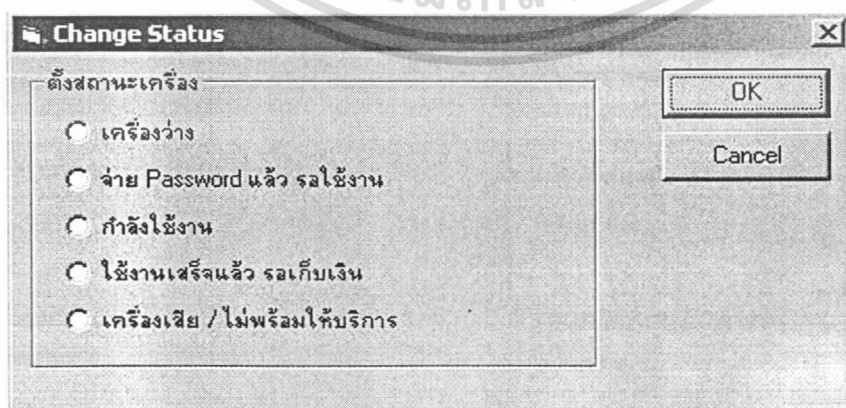 Change Status
ตั้งสถานะเครื่อง
เครื่องว่าง
จ่าย Password แล้ว รอใช้งาน
กำลังใช้งาน
ใช้งานเสร็จแล้ว รอเก็บเงิน
เครื่องเสีย / ไม่พร้อมให้บริการ
OK
Cancel